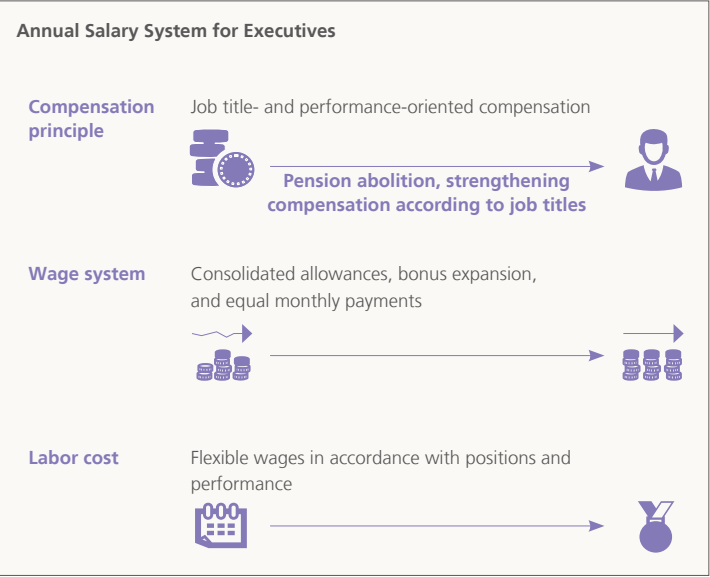 Annual Salary System for Executives
Compensation
principle
Job title- and performance-oriented compensation
Pension abolition, strengthening
compensation according to job titles
Wage system
Consolidated allowances, bonus expansion,
and equal monthly payments
Labor cost
Flexible wages in accordance with positions and
performance